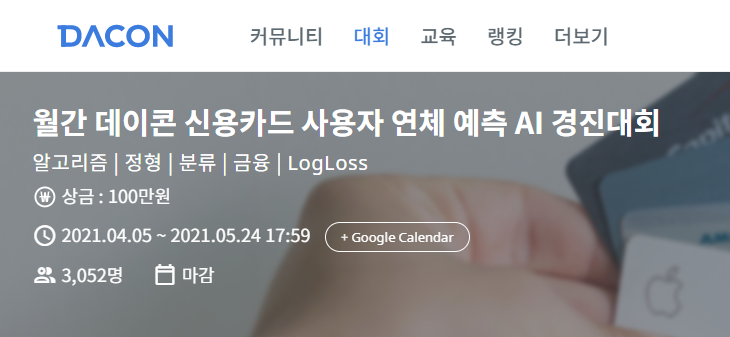 DACON 커뮤니티 대회 교육 랭킹 더보기
월간 데이콘 신용카드 사용자 연체 예측 AI 경진대회
알고리즘 | 정형 | 분류 | 금융 | LogLoss
₩ 상금 : 100만원
2021.04.05 ~ 2021.05.24 17:59 + Google Calendar
3,052명 마감